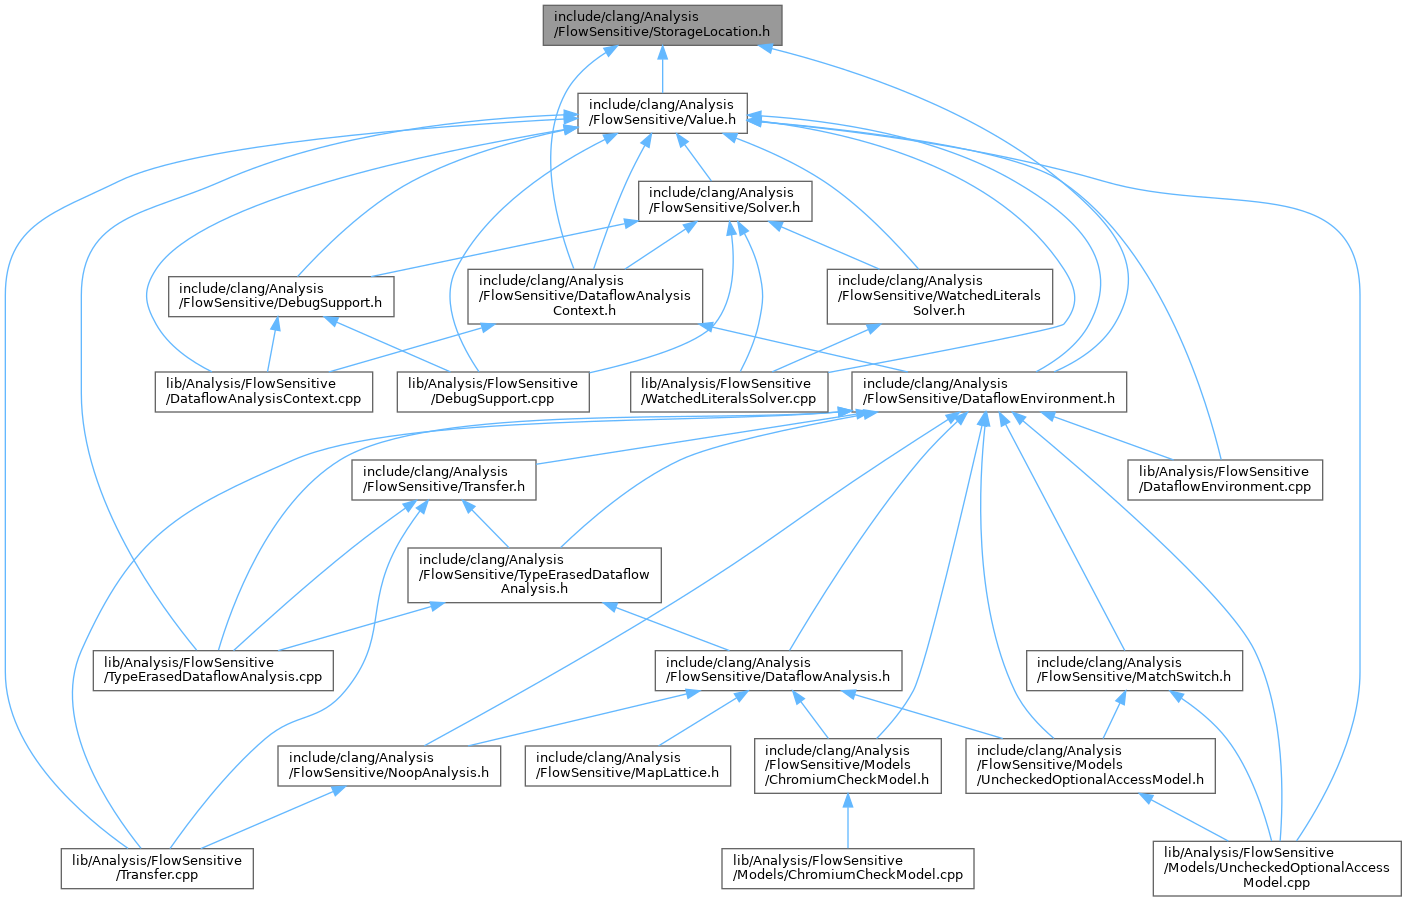 include/clang/Analysis
/FlowSensitive/StorageLocation.h
include/clang/Analysis
/FlowSensitive/Value.h
include/clang/Analysis
/FlowSensitive/Solver.h
include/clang/Analysis
/FlowSensitive/DebugSupport.h
include/clang/Analysis
/FlowSensitive/DataflowAnalysis
Context.h
include/clang/Analysis
/FlowSensitive/WatchedLiterals
Solver.h
lib/Analysis/FlowSensitive
/DataflowAnalysisContext.cpp
lib/Analysis/FlowSensitive
/DebugSupport.cpp
lib/Analysis/FlowSensitive
/WatchedLiteralsSolver.cpp
include/clang/Analysis
/FlowSensitive/DataflowEnvironment.h
include/clang/Analysis
/FlowSensitive/Transfer.h
lib/Analysis/FlowSensitive
/DataflowEnvironment.cpp
include/clang/Analysis
/FlowSensitive/TypeErasedDataflow
Analysis.h
lib/Analysis/FlowSensitive
/TypeErasedDataflowAnalysis.cpp
include/clang/Analysis
/FlowSensitive/DataflowAnalysis.h
include/clang/Analysis
/FlowSensitive/MatchSwitch.h
include/clang/Analysis
/FlowSensitive/NoopAnalysis.h
include/clang/Analysis
/FlowSensitive/MapLattice.h
include/clang/Analysis
/FlowSensitive/Models
/ChromiumCheckModel.h
include/clang/Analysis
/FlowSensitive/Models
/UncheckedOptionalAccessModel.h
lib/Analysis/FlowSensitive
/Transfer.cpp
lib/Analysis/FlowSensitive
/Models/ChromiumCheckModel.cpp
lib/Analysis/FlowSensitive
/Models/UncheckedOptionalAccess
Model.cpp